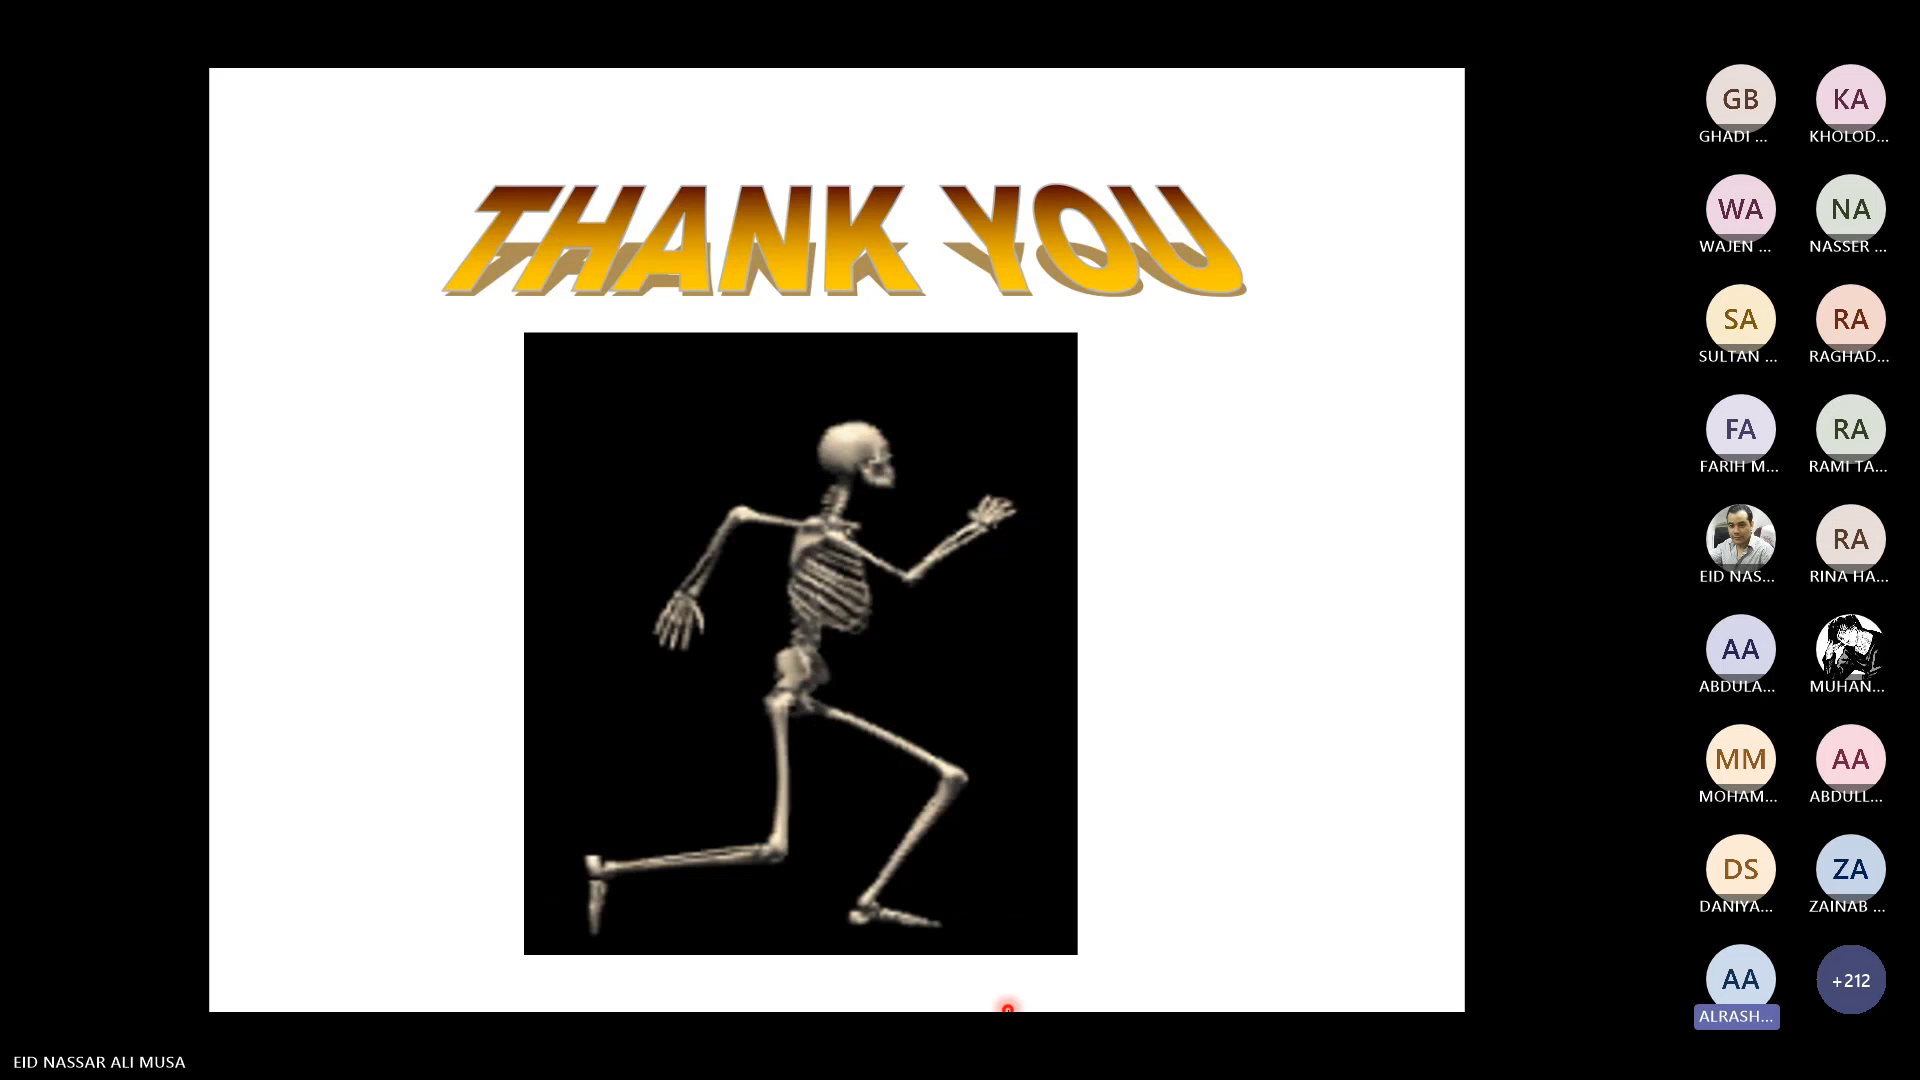 THANK YOU
GB
GHADI ...
KA
KHOLOD...
WA
WAJEN ...
NA
NASSER ...
SA
SULTAN ...
RA
RAGHAD...
FA
FARIH M...
RA
RAMI TA...
EID NAS...
RA
RINA HA...
AA
ABDULA...
MUHAN...
MM
MOHAM...
AA
ABDULL...
DS
DANIYA...
ZA
ZAINAB ...
AA
ALRASH...
+212
EID NASSAR ALI MUSA